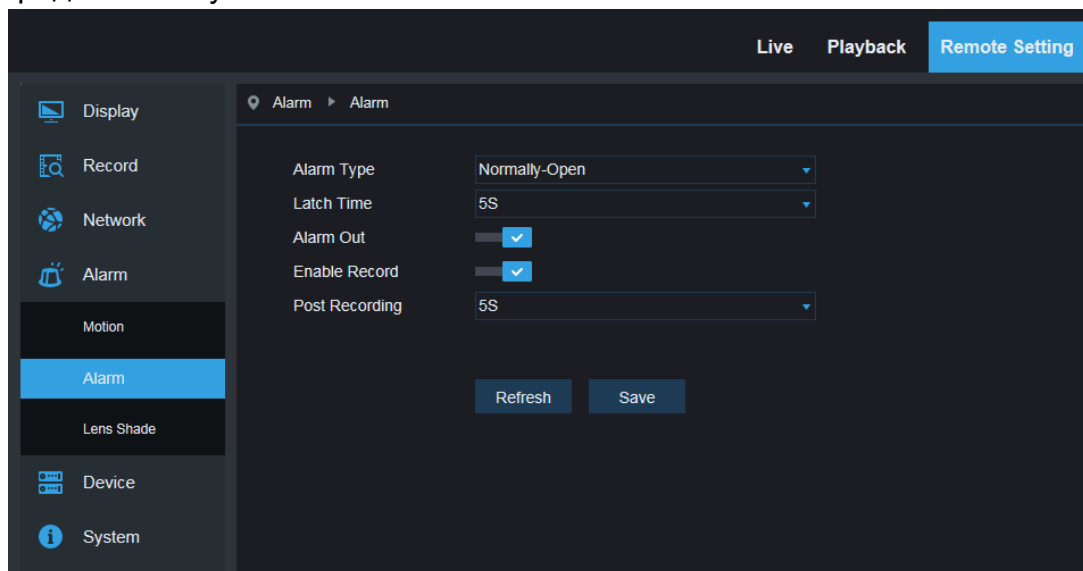 Live Playback Remote Setting
Display
Record
Network
Alarm
Motion
Alarm
Lens Shade
Device
System
Alarm Alarm
Alarm Type Normally-Open
Latch Time 5S
Alarm Out
Enable Record
Post Recording 5S
Refresh Save